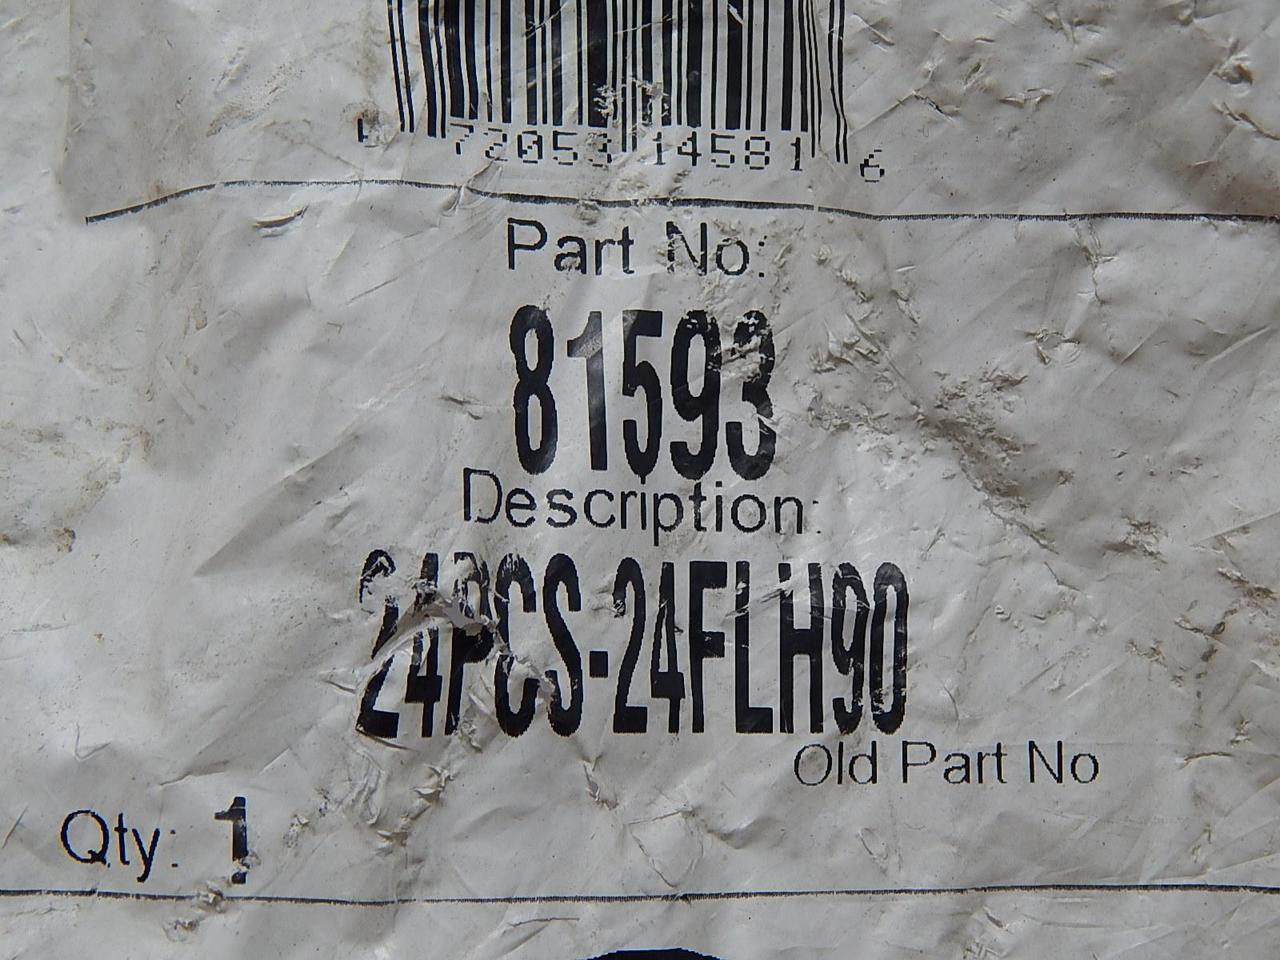 72053 14581 6
Part No:
81593
Description:
24PCS-24FLH90
Old Part No
Qty: 1